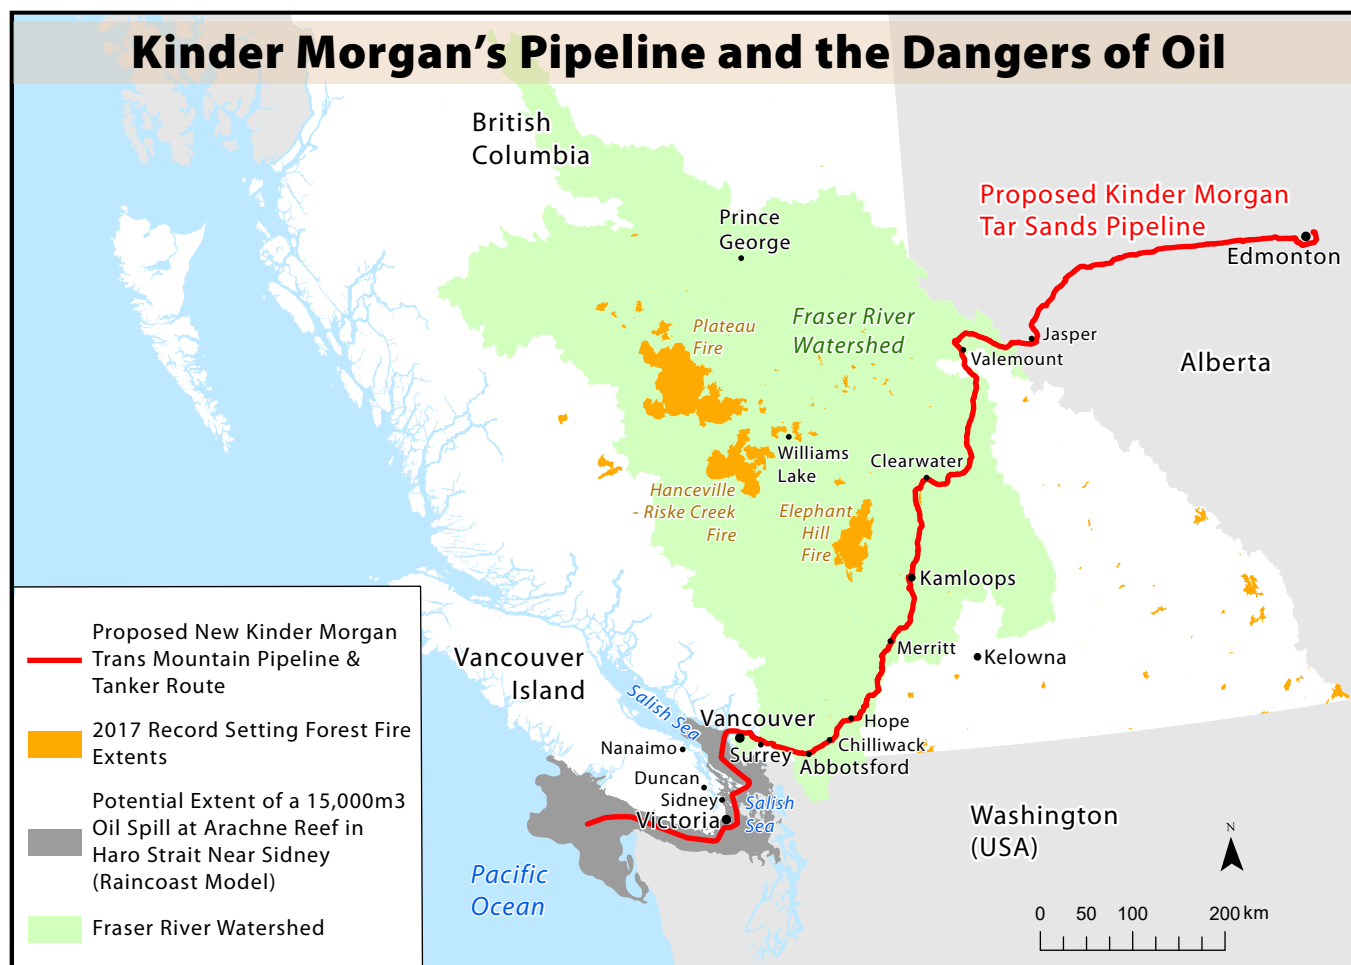 Kinder Morgan's Pipeline and the Dangers of Oil
British
Columbia
Proposed Kinder Morgan
Tar Sands Pipeline
Prince
George
Edmonton
Plateau
Fire
Fraser River
Watershed
Jasper
Valemount
Alberta
Williams
Lake
Clearwater
Hanceville
- Riske Creek
Fire
Elephant
Hill
Fire
Kamloops
Merritt
Kelowna
Vancouver
Island
Salish Sea
Vancouver
Hope
Chilliwack
Surrey
Abbotsford
Nanaimo
Duncan
Sidney
Victoria
Salish
Sea
Washington
(USA)
Pacific
Ocean
N
0 50 100 200 km
Proposed New Kinder Morgan
Trans Mountain Pipeline &
Tanker Route
2017 Record Setting Forest Fire
Extents
Potential Extent of a 15,000m3
Oil Spill at Arachne Reef in
Haro Strait Near Sidney
(Raincoast Model)
Fraser River Watershed